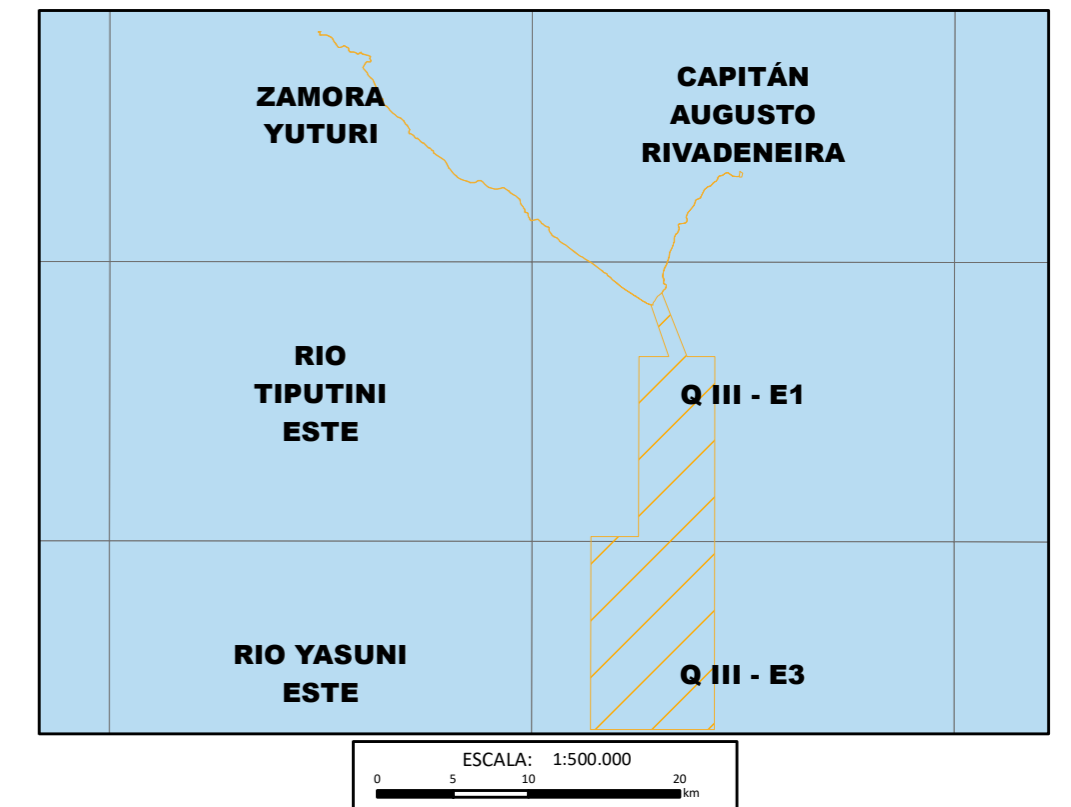 ZAMORA
YUTURI
CAPITÁN
AUGUSTO
RIVADENEIRA
RIO
TIPUTINI
ESTE
Q III - E1
RIO YASUNI
ESTE
Q III - E3
ESCALA: 1:500.000
0 5 10 20
km